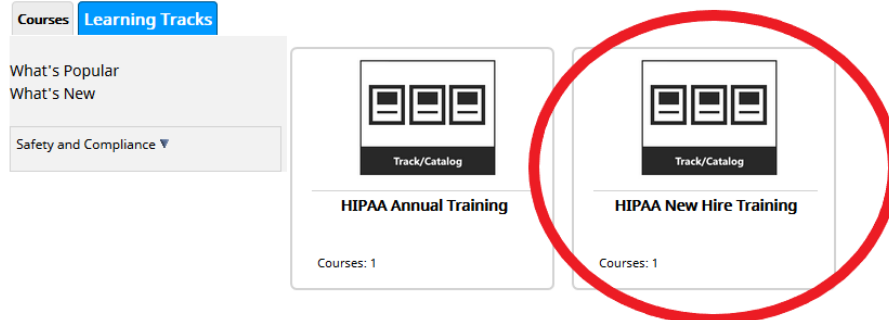 Courses Learning Tracks
What's Popular
What's New
Safety and Compliance ▼
Track/Catalog
HIPAA Annual Training
Courses: 1
Track/Catalog
HIPAA New Hire Training
Courses: 1